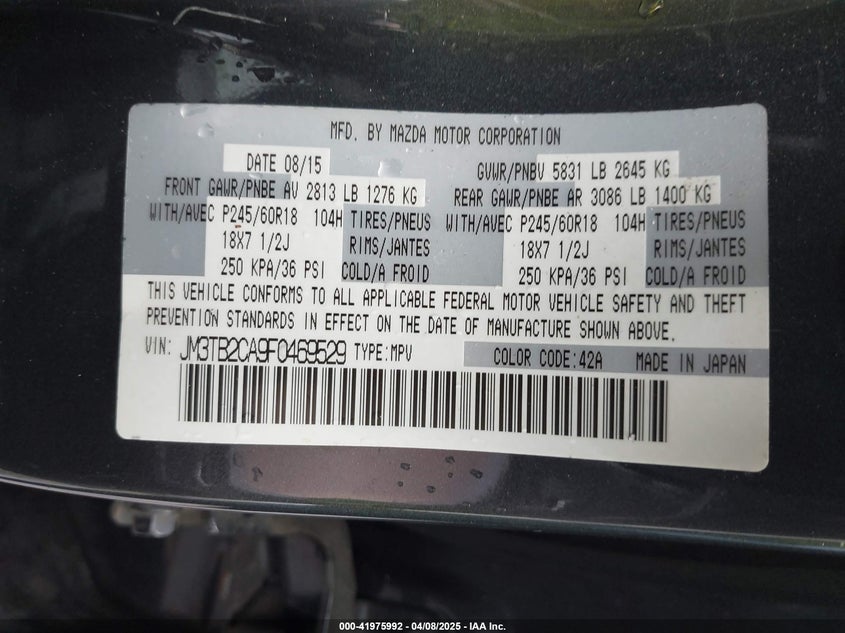 MFD. BY MAZDA MOTOR CORPORATION
DATE 08/15 GVWR/PNBV 5831 LB 2645 KG
FRONT GAWR/PNBE AV 2813 LB 1276 KG REAR GAWR/PNBE AR 3086 LB 1400 KG
WITH/AVEC P245/60R18 104H TIRES/PNEUS WITH/AVEC P245/60R18 104H TIRES/PNEUS
18X7 1/2J RIMS/JANTES 18X7 1/2J RIMS/JANTES
250 KPA/36 PSI COLD/A FROID 250 KPA/36 PSI COLD/A FROID
THIS VEHICLE CONFORMS TO ALL APPLICABLE FEDERAL MOTOR VEHICLE SAFETY AND THEFT
PREVENTION STANDARDS IN EFFECT ON THE DATE OF MANUFACTURE SHOWN ABOVE.
VIN: JM3TB2CA9F0469529 TYPE:MPV COLOR CODE:42A MADE IN JAPAN
000-41975992 - 04/08/2025 - IAA Inc.